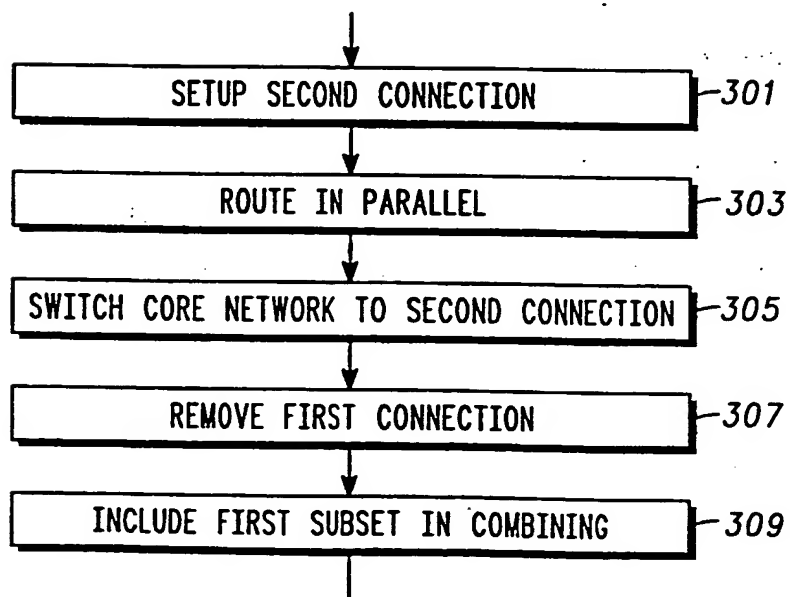 SETUP SECOND CONNECTION 301
ROUTE IN PARALLEL 303
SWITCH CORE NETWORK TO SECOND CONNECTION 305
REMOVE FIRST CONNECTION 307
INCLUDE FIRST SUBSET IN COMBINING 309